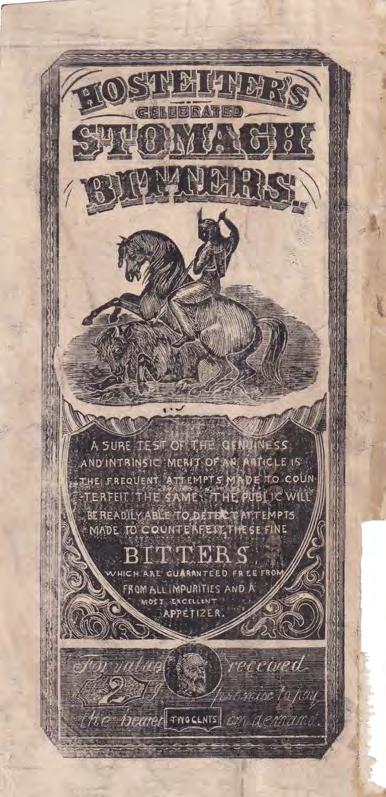 HOSTEITER'S
CELEBRATED
STOMACH
BITTERS.
A SURE TEST OF THE GENUINESS
AND INTRINSIC MERIT OF AN ARTICLE IS
THE FREQUENT ATTEMPTS MADE TO COUN
-TERFEIT THE SAME. THE PUBLIC WILL
BE READILY ABLE TO DETECT ATTEMPTS
MADE TO COUNTERFEIT THESE FINE
BITTERS,
WHICH ARE GUARANTEED FREE FROM
FROM ALL IMPURITIES AND A
MOST EXCELLENT
APPETIZER.
For value received
2 I promise to pay
the bearer TWO CENTS on demand.